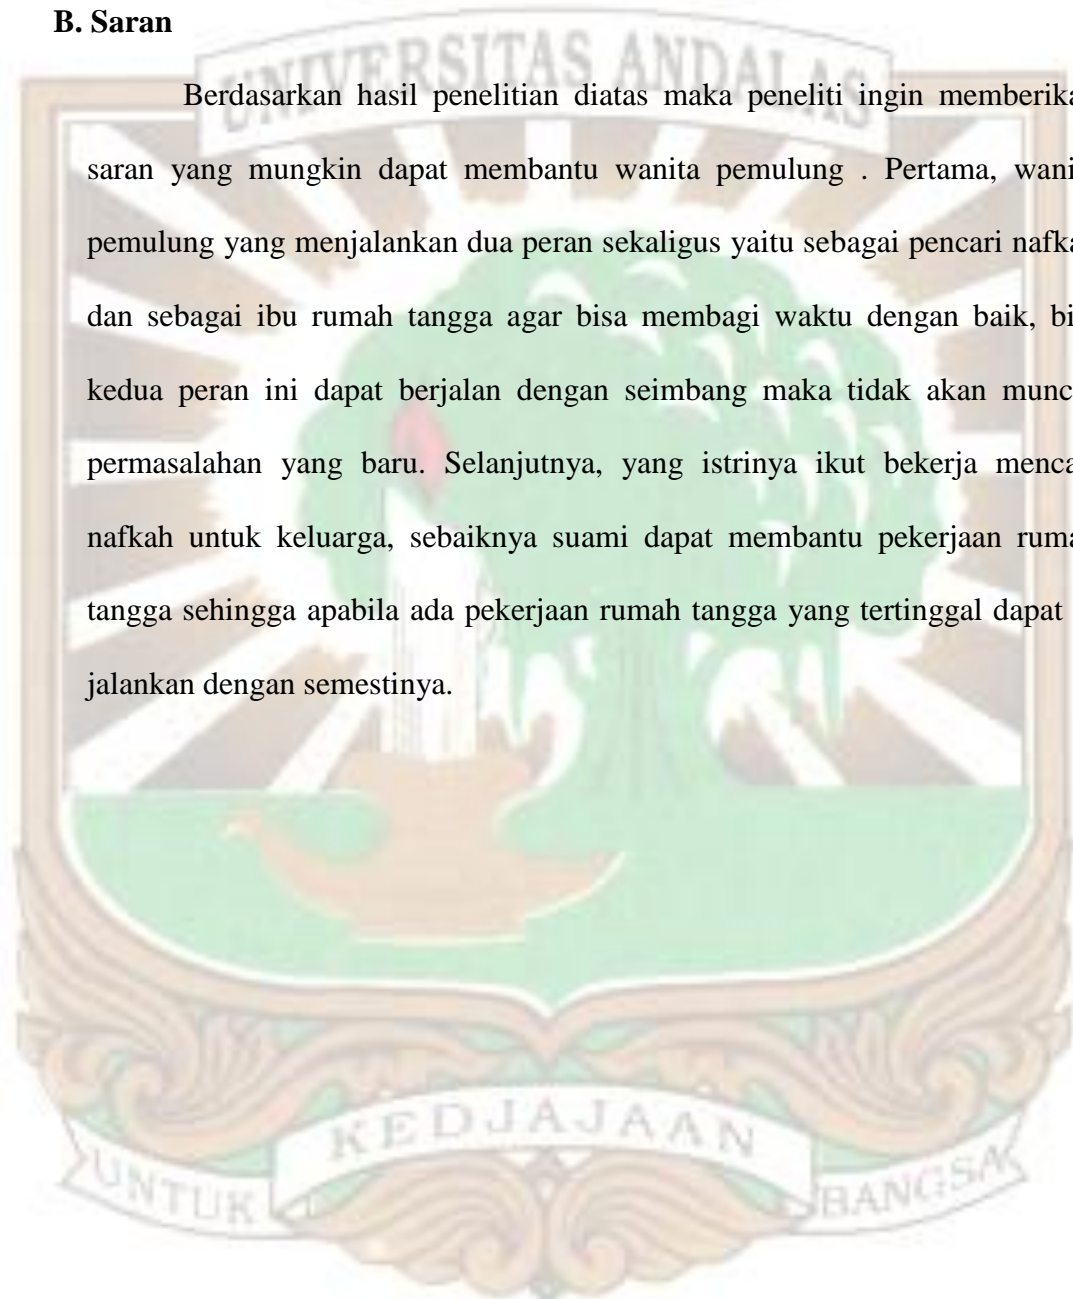 B. Saran
UNIVERSITAS ANDALAS
Berdasarkan hasil penelitian diatas maka peneliti ingin memberika
saran yang mungkin dapat membantu wanita pemulung . Pertama, wani
pemulung yang menjalankan dua peran sekaligus yaitu sebagai pencari nafka
dan sebagai ibu rumah tangga agar bisa membagi waktu dengan baik, bi
kedua peran ini dapat berjalan dengan seimbang maka tidak akan munc
permasalahan yang baru. Selanjutnya, yang istrinya ikut bekerja menca
nafkah untuk keluarga, sebaiknya suami dapat membantu pekerjaan ruma
tangga sehingga apabila ada pekerjaan rumah tangga yang tertinggal dapat
jalankan dengan semestinya.
UNTUK KEDJAJAAN BANGSA